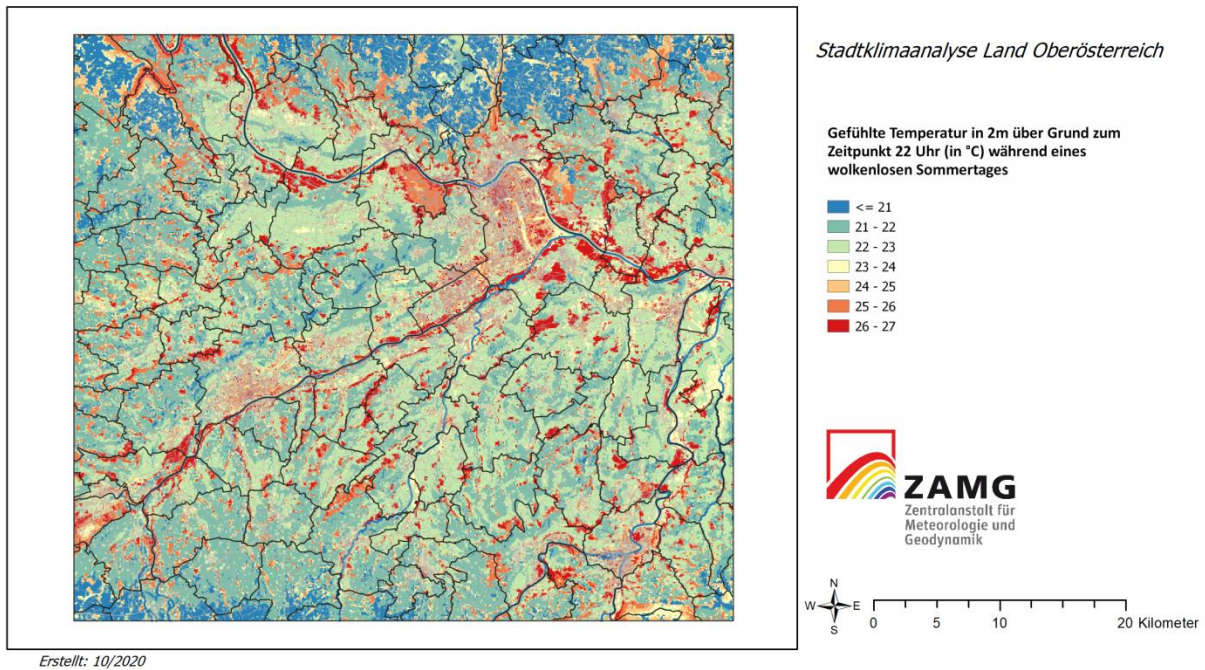 Stadtklimaanalyse Land Oberösterreich
Gefühlte Temperatur in 2m über Grund zum
Zeitpunkt 22 Uhr (in °C) während eines
wolkenlosen Sommertages
<= 21
21 - 22
22 - 23
23 - 24
24 - 25
25 - 26
26 - 27
ZAMG
Zentralanstalt für
Meteorologie und
Geodynamik
N
W E
S
0 5 10 20 Kilometer
Erstellt: 10/2020